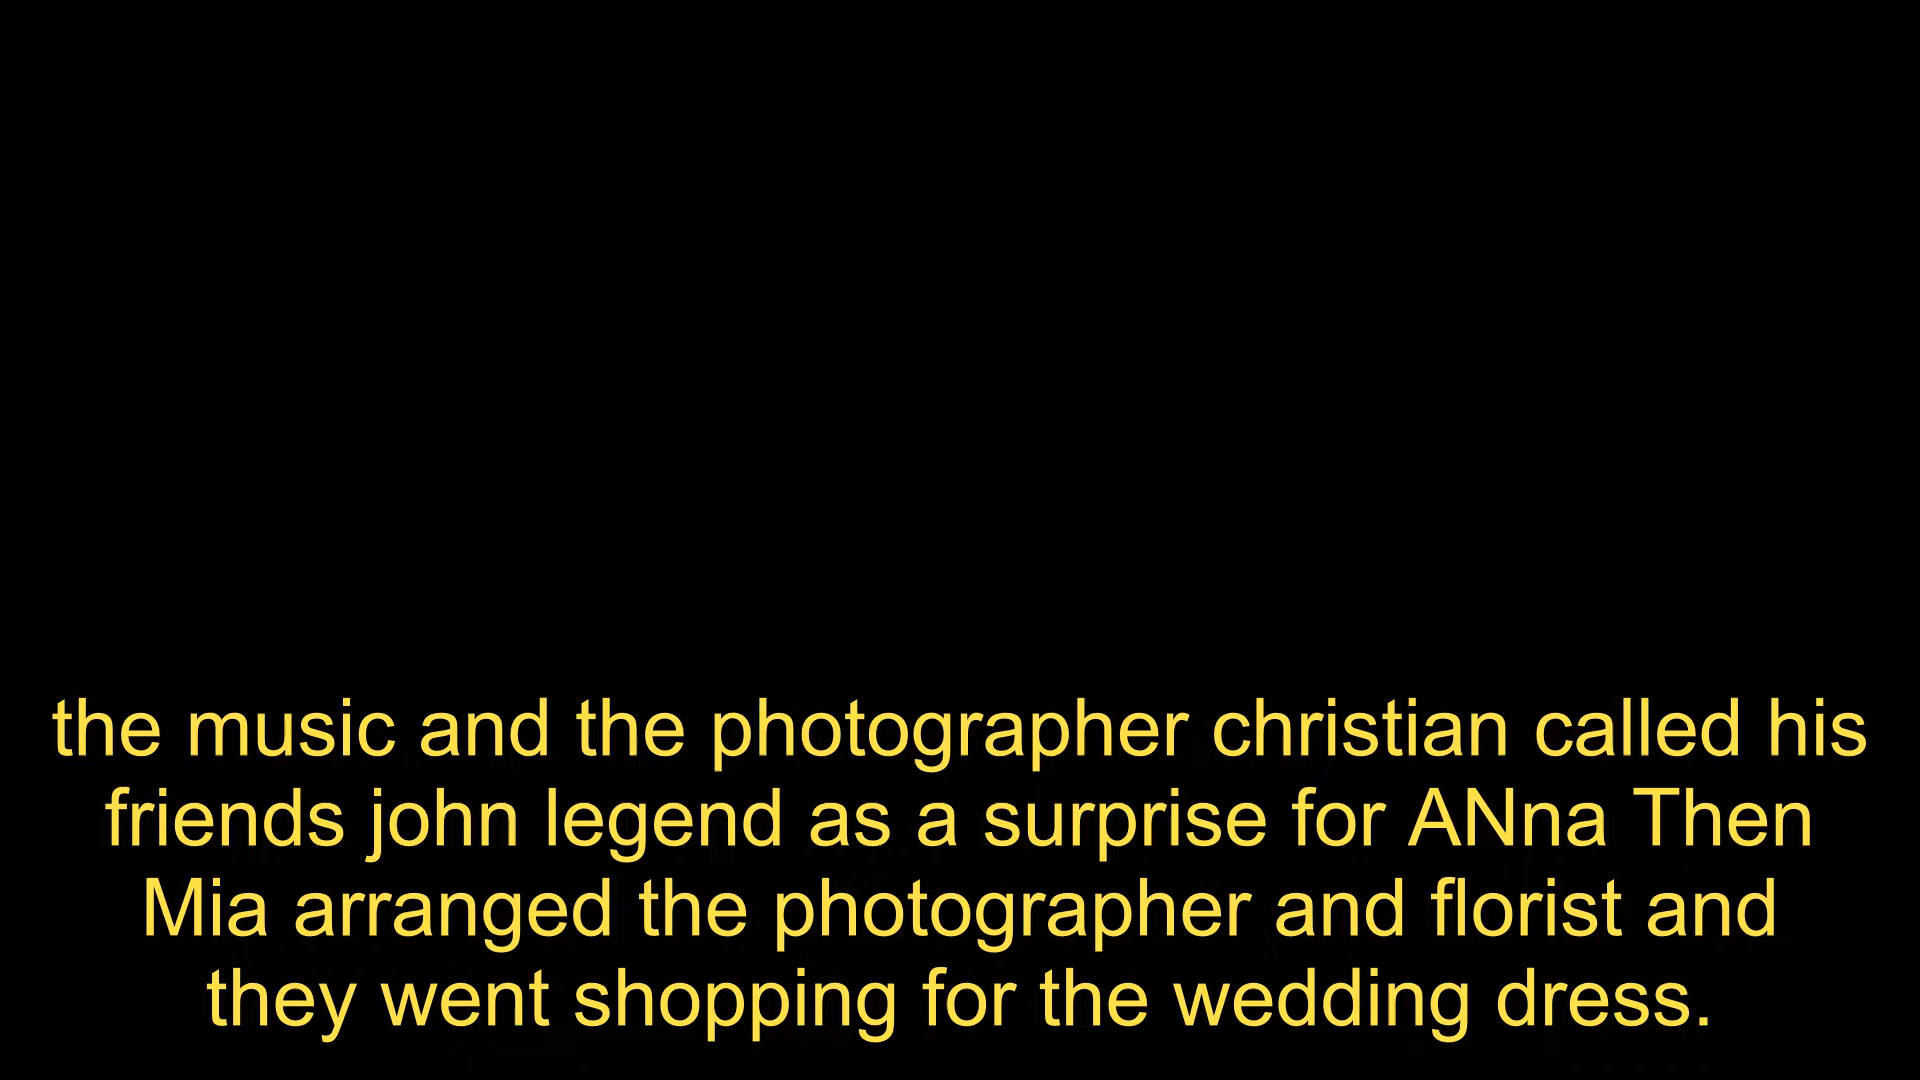 the music and the photographer christian called his
friends john legend as a surprise for ANna Then
Mia arranged the photographer and florist and
they went shopping for the wedding dress.